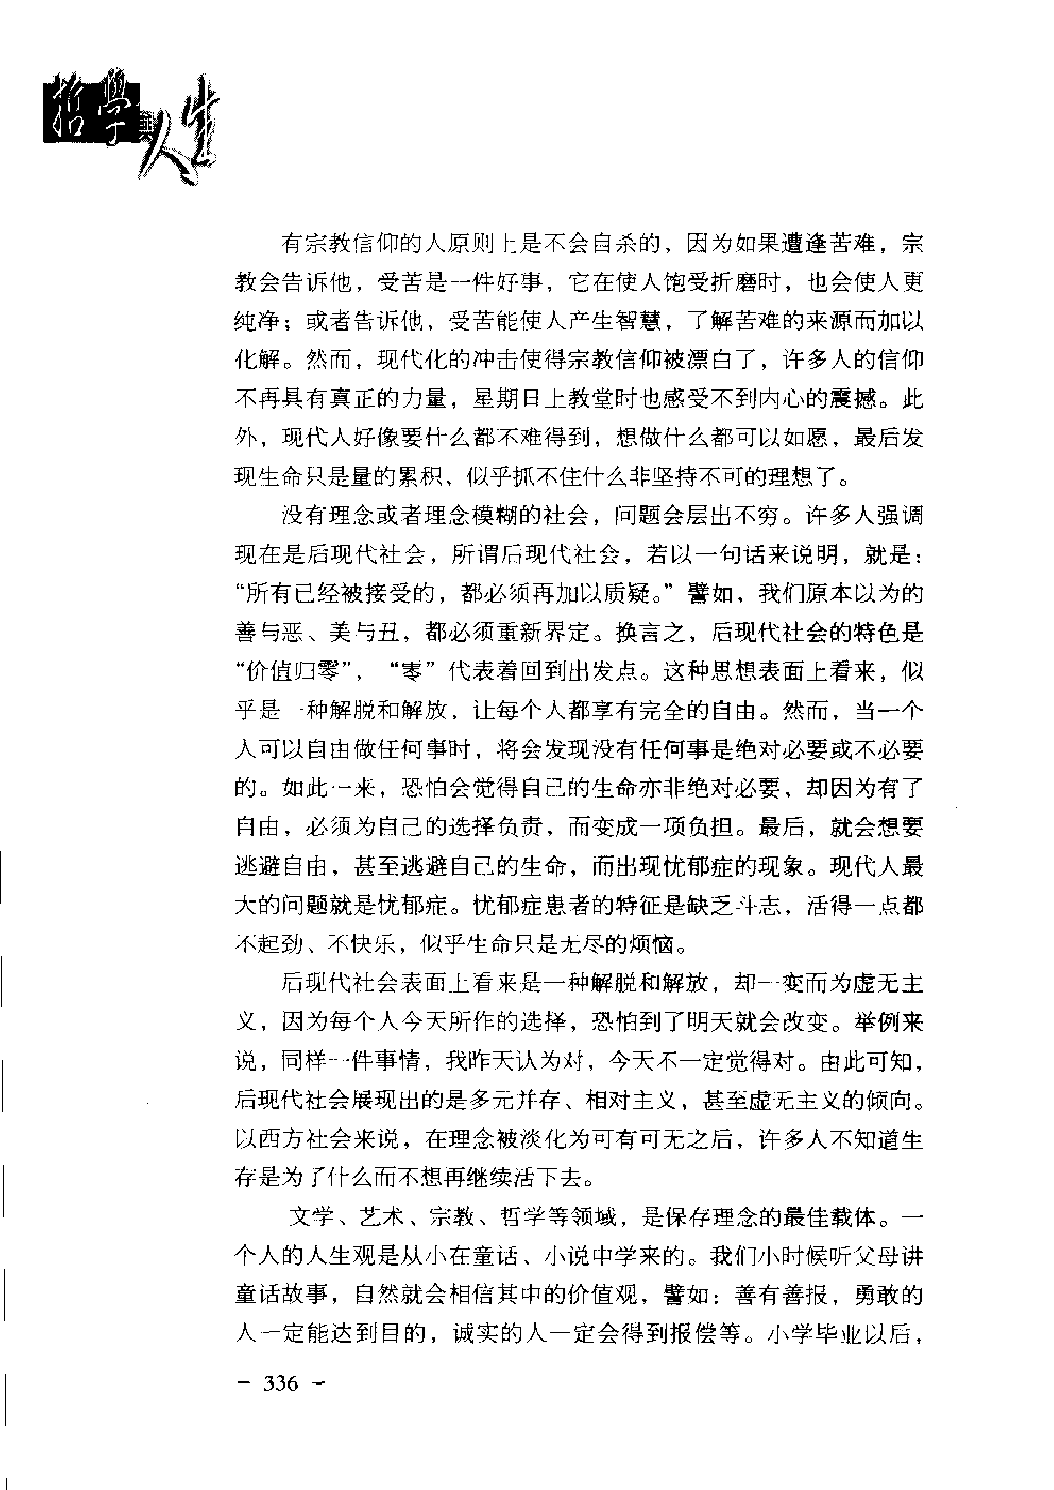 哲學與人生
有宗教信仰的人原则上是不会自杀的，因为如果遭逢苦难，宗
教会告诉他，受苦是一件好事，它在使人饱受折磨时，也会使人更
纯净；或者告诉他，受苦能使人产生智慧，了解苦难的来源而加以
化解。然而，现代化的冲击使得宗教信仰被漂白了，许多人的信仰
不再具有真正的力量，星期日上教堂时也感受不到内心的震撼。此
外，现代人好像要什么都不难得到，想做什么都可以如愿，最后发
现生命只是量的累积，似乎抓不住什么非坚持不可的理想了。
没有理念或者理念模糊的社会，问题会层出不穷。许多人强调
现在是后现代社会，所谓后现代社会，若以一句话来说明，就是：
“所有已经被接受的，都必须再加以质疑。”譬如，我们原本以为的
善与恶、美与丑，都必须重新界定。换言之，后现代社会的特色是
“价值归零”，“零”代表着回到出发点。这种思想表面上看来，似
乎是一种解脱和解放，让每个人都享有完全的自由。然而，当一个
人可以自由做任何事时，将会发现没有任何事是绝对必要或不必要
的。如此一来，恐怕会觉得自己的生命亦非绝对必要，却因为有了
自由，必须为自己的选择负责，而变成一项负担。最后，就会想要
逃避自由，甚至逃避自己的生命，而出现忧郁症的现象。现代人最
大的问题就是忧郁症。忧郁症患者的特征是缺乏斗志，活得一点都
不起劲、不快乐，似乎生命只是无尽的烦恼。
后现代社会表面上看来是一种解脱和解放，却一变而为虚无主
义，因为每个人今天所作的选择，恐怕到了明天就会改变。举例来
说，同样一件事情，我昨天认为对，今天不一定觉得对。由此可知，
后现代社会展现出的是多元并存、相对主义，甚至虚无主义的倾向。
以西方社会来说，在理念被淡化为可有可无之后，许多人不知道生
存是为了什么而不想再继续活下去。
文学、艺术、宗教、哲学等领域，是保存理念的最佳载体。一
个人的人生观是从小在童话、小说中学来的。我们小时候听父母讲
童话故事，自然就会相信其中的价值观，譬如：善有善报，勇敢的
人一定能达到目的，诚实的人一定会得到报偿等。小学毕业以后，
- 336 -